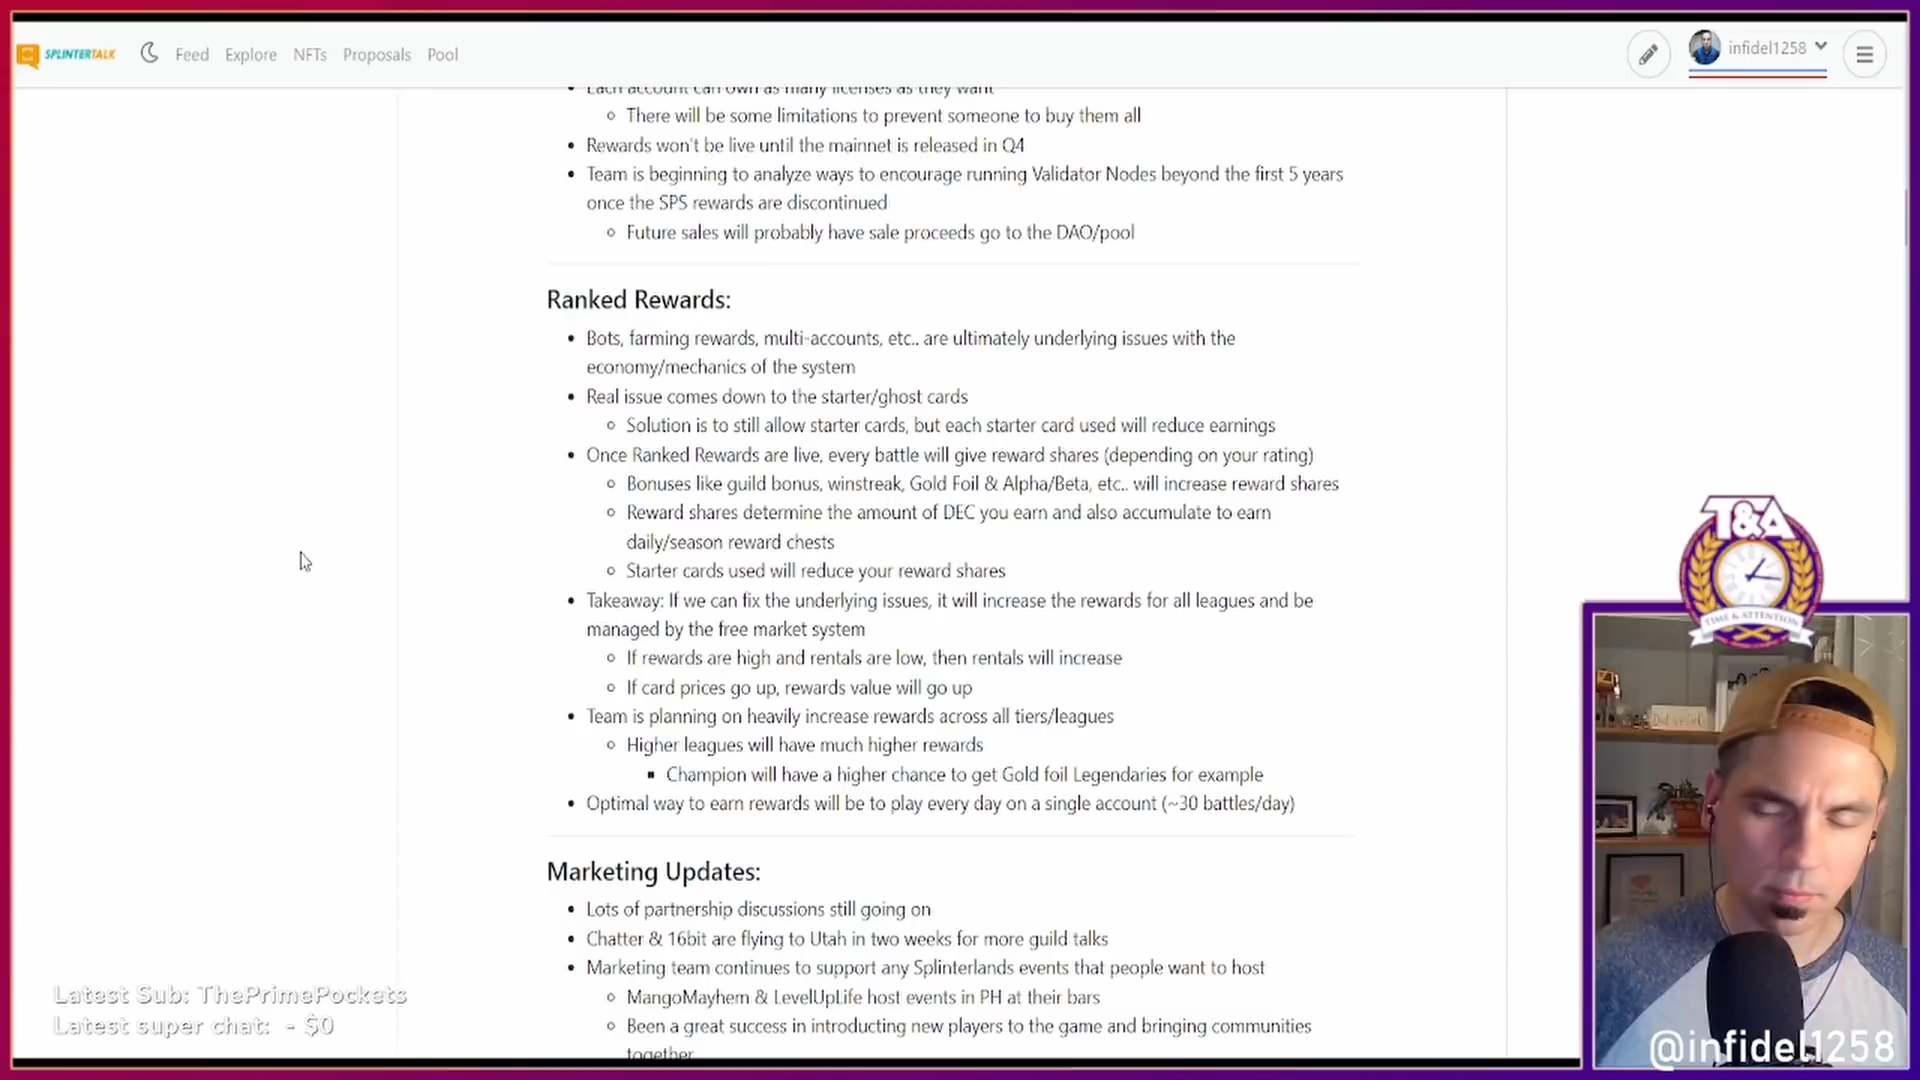 SPLINTERTALK Feed Explore NFTs Proposals Pool infidel1258
Each account can own as many licenses as they want
There will be some limitations to prevent someone to buy them all
Rewards won't be live until the mainnet is released in Q4
Team is beginning to analyze ways to encourage running Validator Nodes beyond the first 5 years
once the SPS rewards are discontinued
Future sales will probably have sale proceeds go to the DAO/pool
Ranked Rewards:
Bots, farming rewards, multi-accounts, etc.. are ultimately underlying issues with the
economy/mechanics of the system
Real issue comes down to the starter/ghost cards
Solution is to still allow starter cards, but each starter card used will reduce earnings
Once Ranked Rewards are live, every battle will give reward shares (depending on your rating)
Bonuses like guild bonus, winstreak, Gold Foil & Alpha/Beta, etc.. will increase reward shares
Reward shares determine the amount of DEC you earn and also accumulate to earn
daily/season reward chests
Starter cards used will reduce your reward shares
Takeaway: If we can fix the underlying issues, it will increase the rewards for all leagues and be
managed by the free market system
If rewards are high and rentals are low, then rentals will increase
If card prices go up, rewards value will go up
Team is planning on heavily increase rewards across all tiers/leagues
Higher leagues will have much higher rewards
Champion will have a higher chance to get Gold foil Legendaries for example
Optimal way to earn rewards will be to play every day on a single account (~30 battles/day)
Marketing Updates:
Lots of partnership discussions still going on
Chatter & 16bit are flying to Utah in two weeks for more guild talks
Marketing team continues to support any Splinterlands events that people want to host
MangoMayhem & LevelUpLife host events in PH at their bars
Been a great success in introducting new players to the game and bringing communities
together
T&A
TIME & ATTENTION
Latest Sub: ThePrimePockets
Latest super chat: - $0
@infidel1258